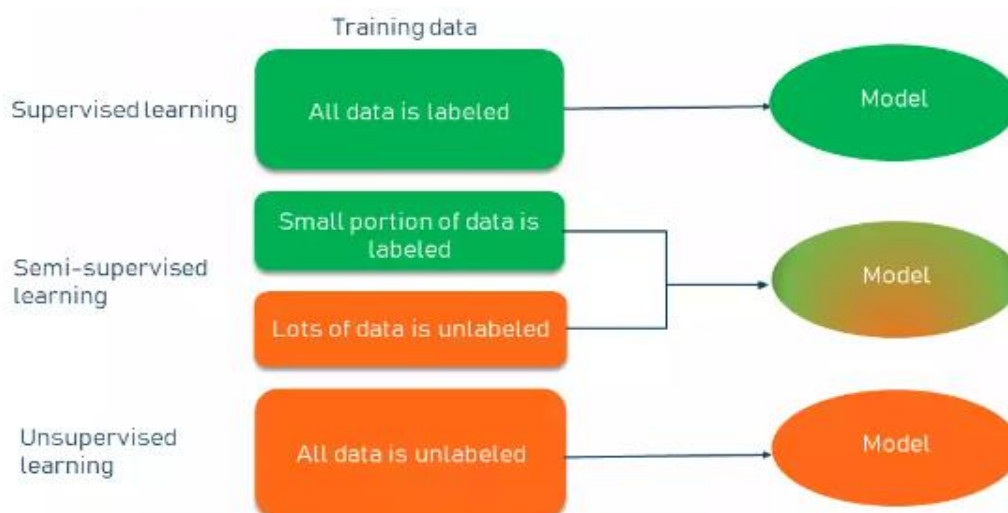 Training data
Supervised learning
All data is labeled
Model
Small portion of data is
labeled
Semi-supervised
learning
Lots of data is unlabeled
Model
Unsupervised
learning
All data is unlabeled
Model